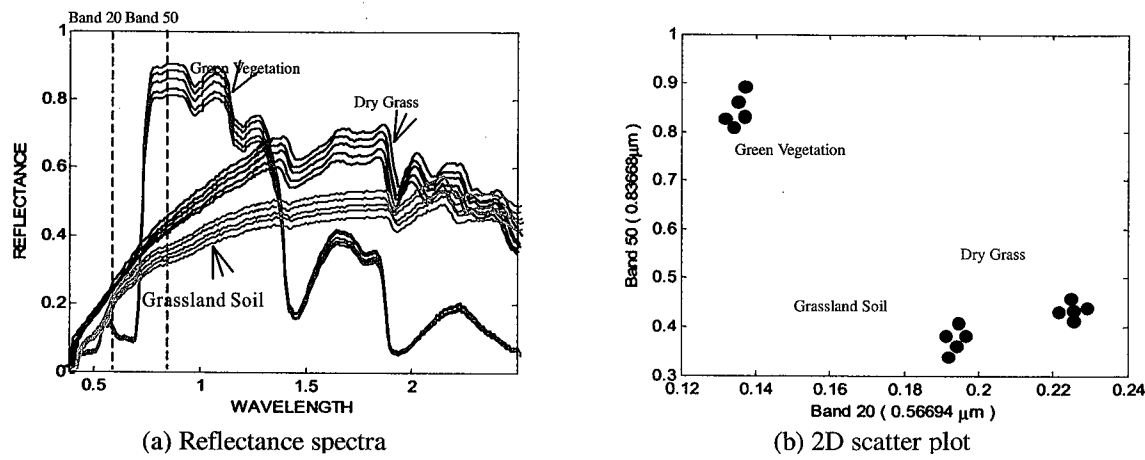 Band 20 Band 50
1
0.8
0.6
0.4
0.2
0
REFLECTANCE
Green Vegetation
Dry Grass
Grassland Soil
0.5
1
1.5
2
WAVELENGTH
(a) Reflectance spectra
1
0.9
0.8
0.7
0.6
0.5
0.4
0.3
Band 50 ( 0.83668µm)
Green Vegetation
Dry Grass
Grassland Soil
0.12
0.14
0.16
0.18
0.2
0.22
0.24
Band 20 ( 0.56694 µm)
(b) 2D scatter plot